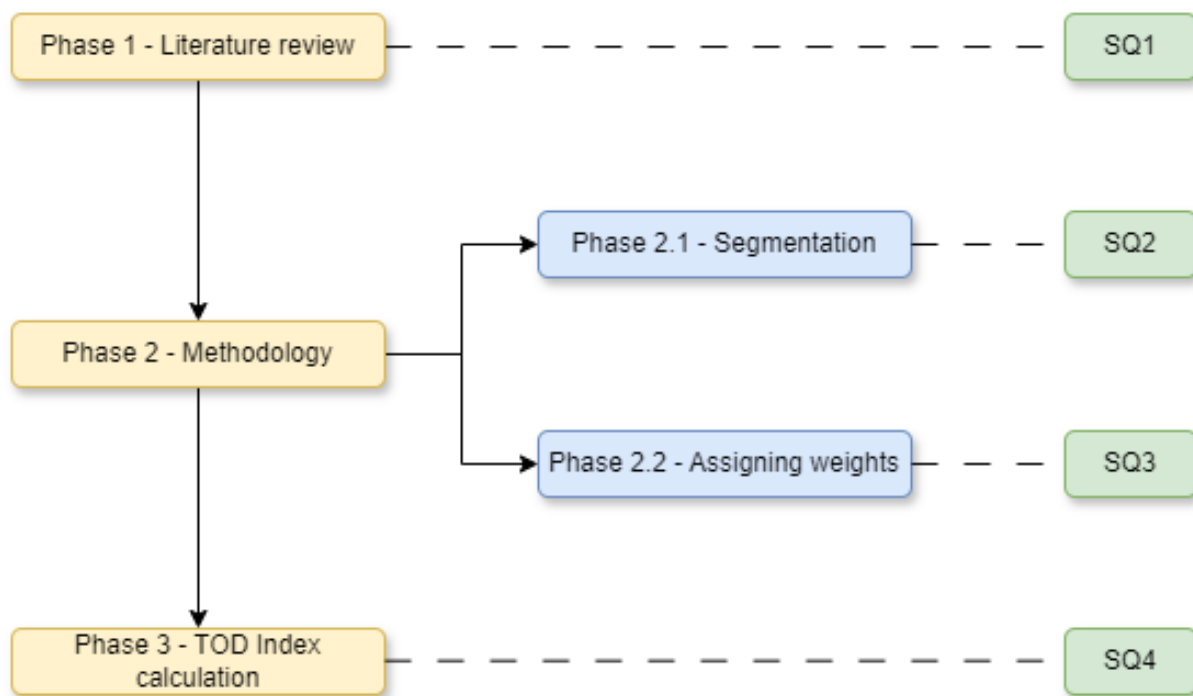 Phase 1 - Literature review
SQ1
Phase 2.1 - Segmentation
SQ2
Phase 2 - Methodology
Phase 2.2 - Assigning weights
SQ3
Phase 3 - TOD Index
calculation
SQ4